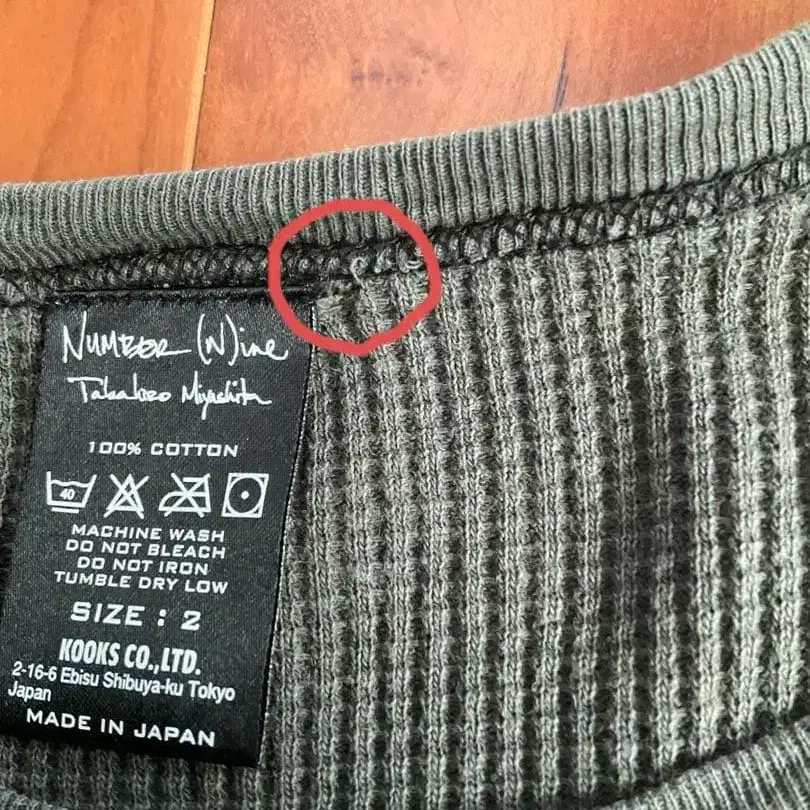 NUMBER (N)ine
Takahiro Miyashita
100% COTTON
40
MACHINE WASH
DO NOT BLEACH
DO NOT IRON
TUMBLE DRY LOW
SIZE : 2
KOOKS CO.,LTD.
2-16-6 Ebisu Shibuya-ku Tokyo
Japan
MADE IN JAPAN